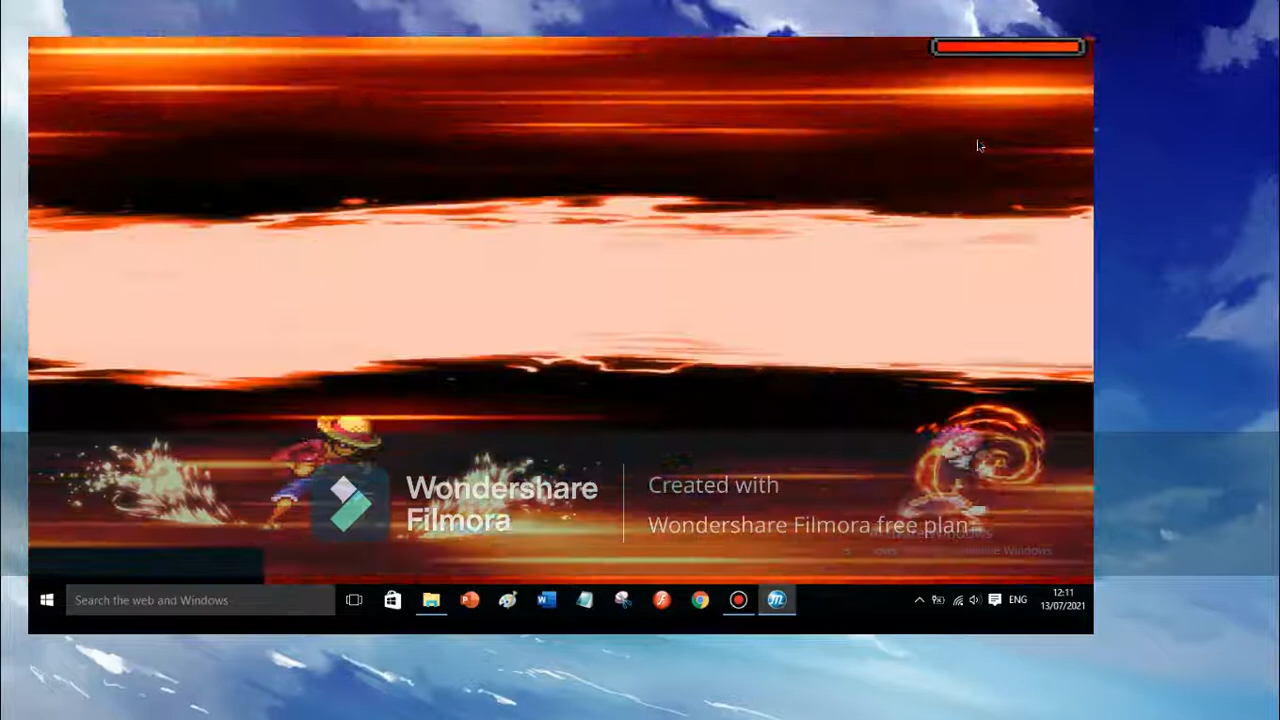 Wondershare
Filmora
Created with
Wondershare Filmora free plan
Windows
Search the web and Windows
ENG
12:11
13/07/2021